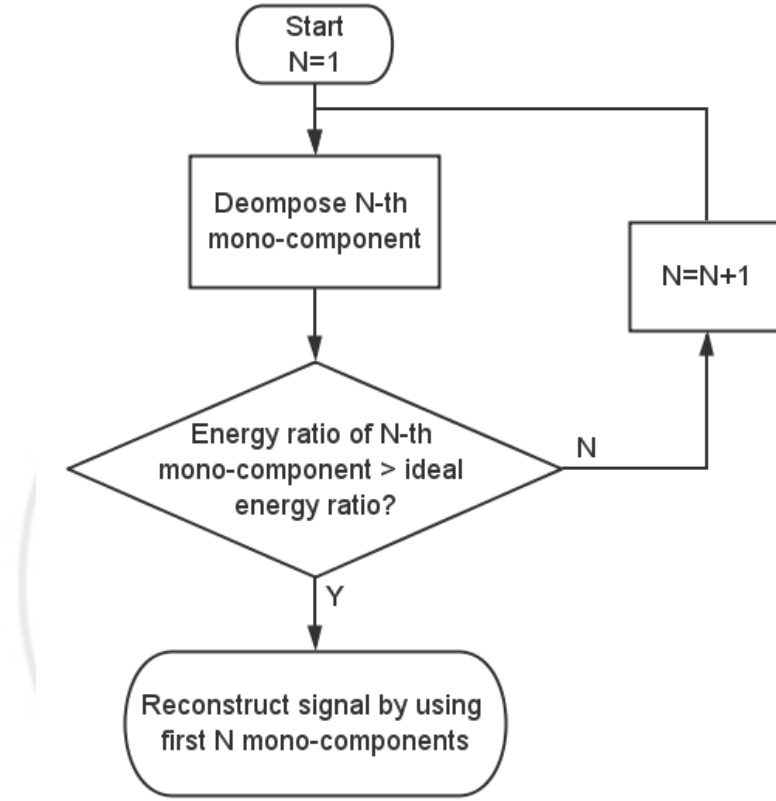 Start
N=1
Deompose N-th
mono-component
N=N+1
Energy ratio of N-th
mono-component > ideal
energy ratio?
N
Y
Reconstruct signal by using
first N mono-components